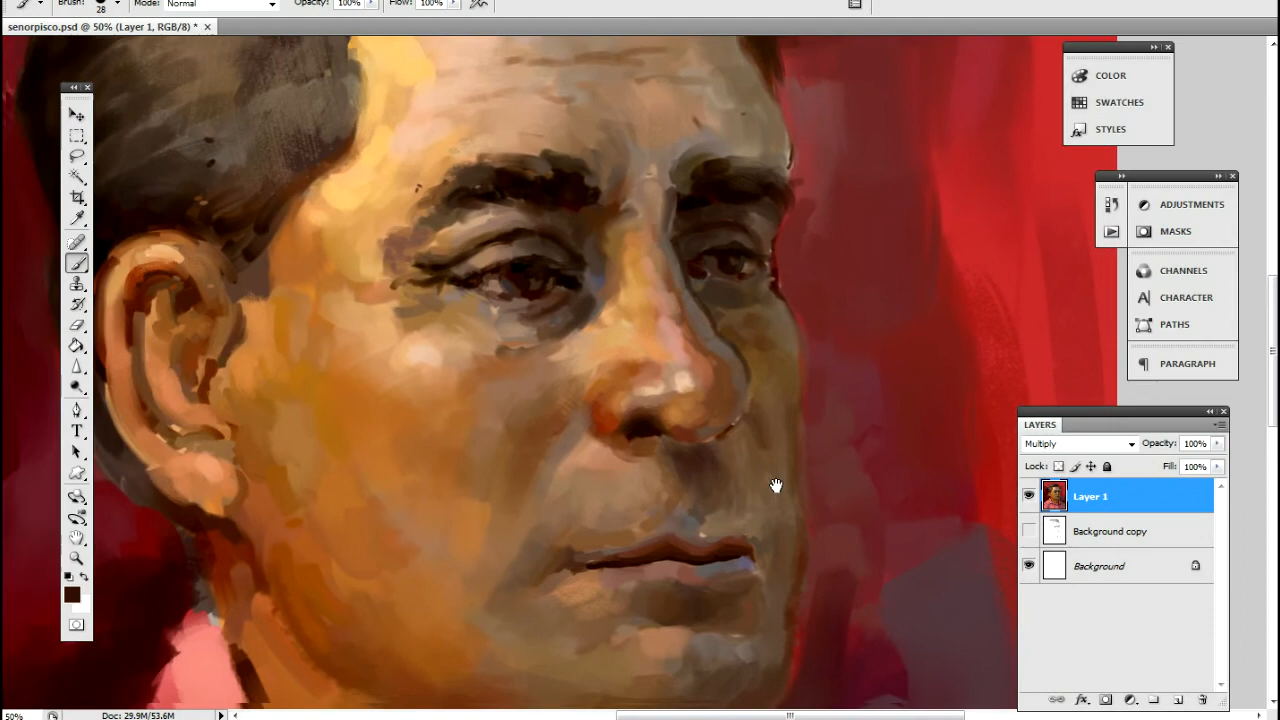 Brush: 28 Mode: Normal Opacity: 100% Flow: 100%
senorpisco.psd @ 50% (Layer 1, RGB/8) *
COLOR
SWATCHES
STYLES
ADJUSTMENTS
MASKS
CHANNELS
CHARACTER
PATHS
PARAGRAPH
LAYERS
Multiply Opacity: 100%
Lock: Fill: 100%
Layer 1
Background copy
Background
50% Doc: 29.9M/53.6M